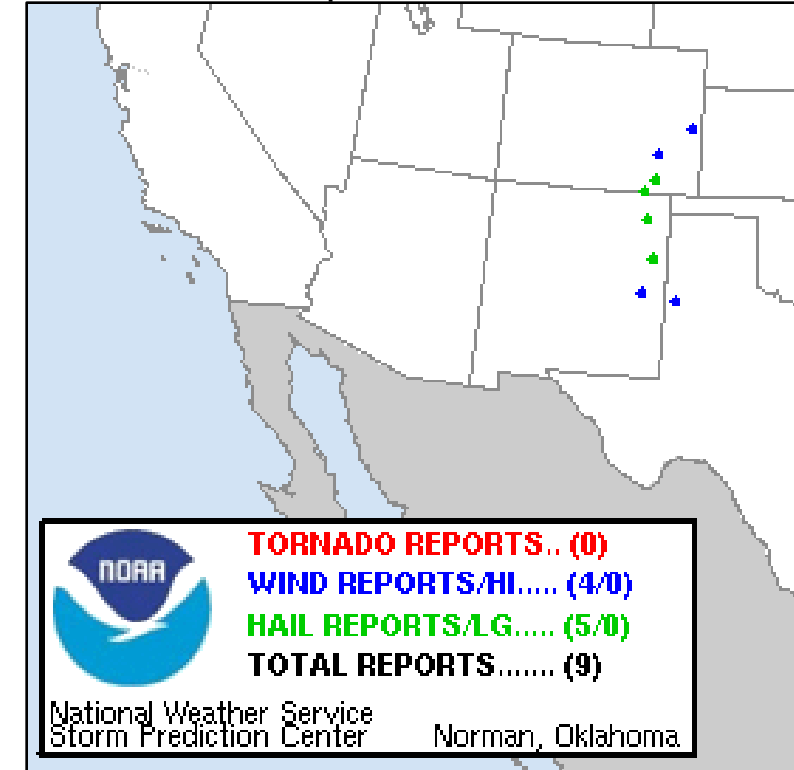 NOAA
TORNADO REPORTS.. (0)
WIND REPORTS/HI..... (4/0)
HAIL REPORTS/LG..... (5/0)
TOTAL REPORTS....... (9)
National Weather Service
Storm Prediction Center Norman, Oklahoma